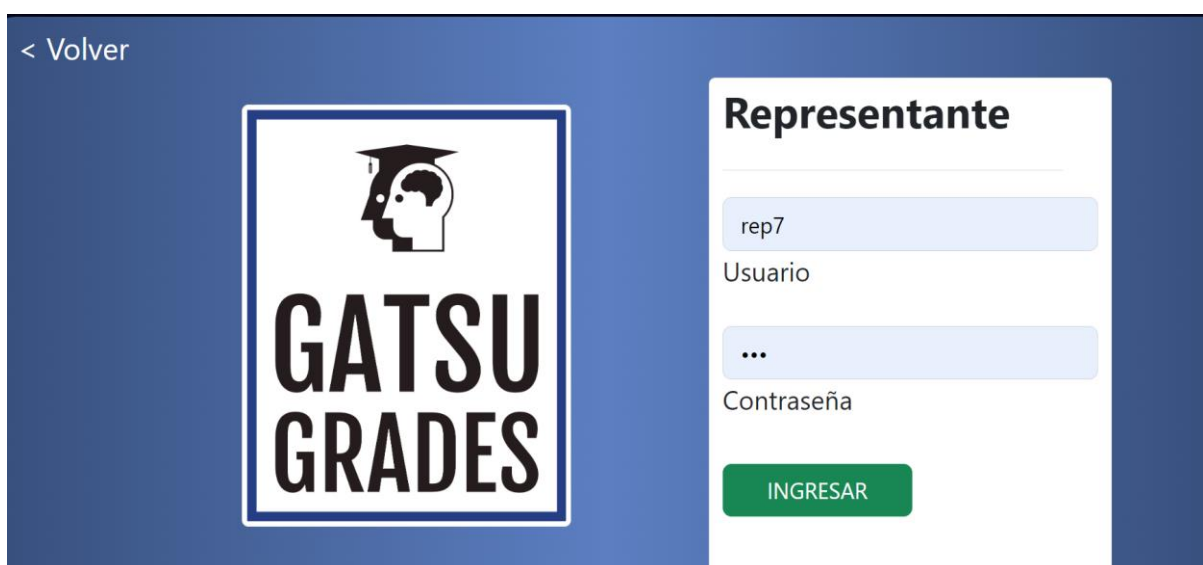 < Volver
GATSU
GRADES
Representante
rep7
Usuario
•••
Contraseña
INGRESAR